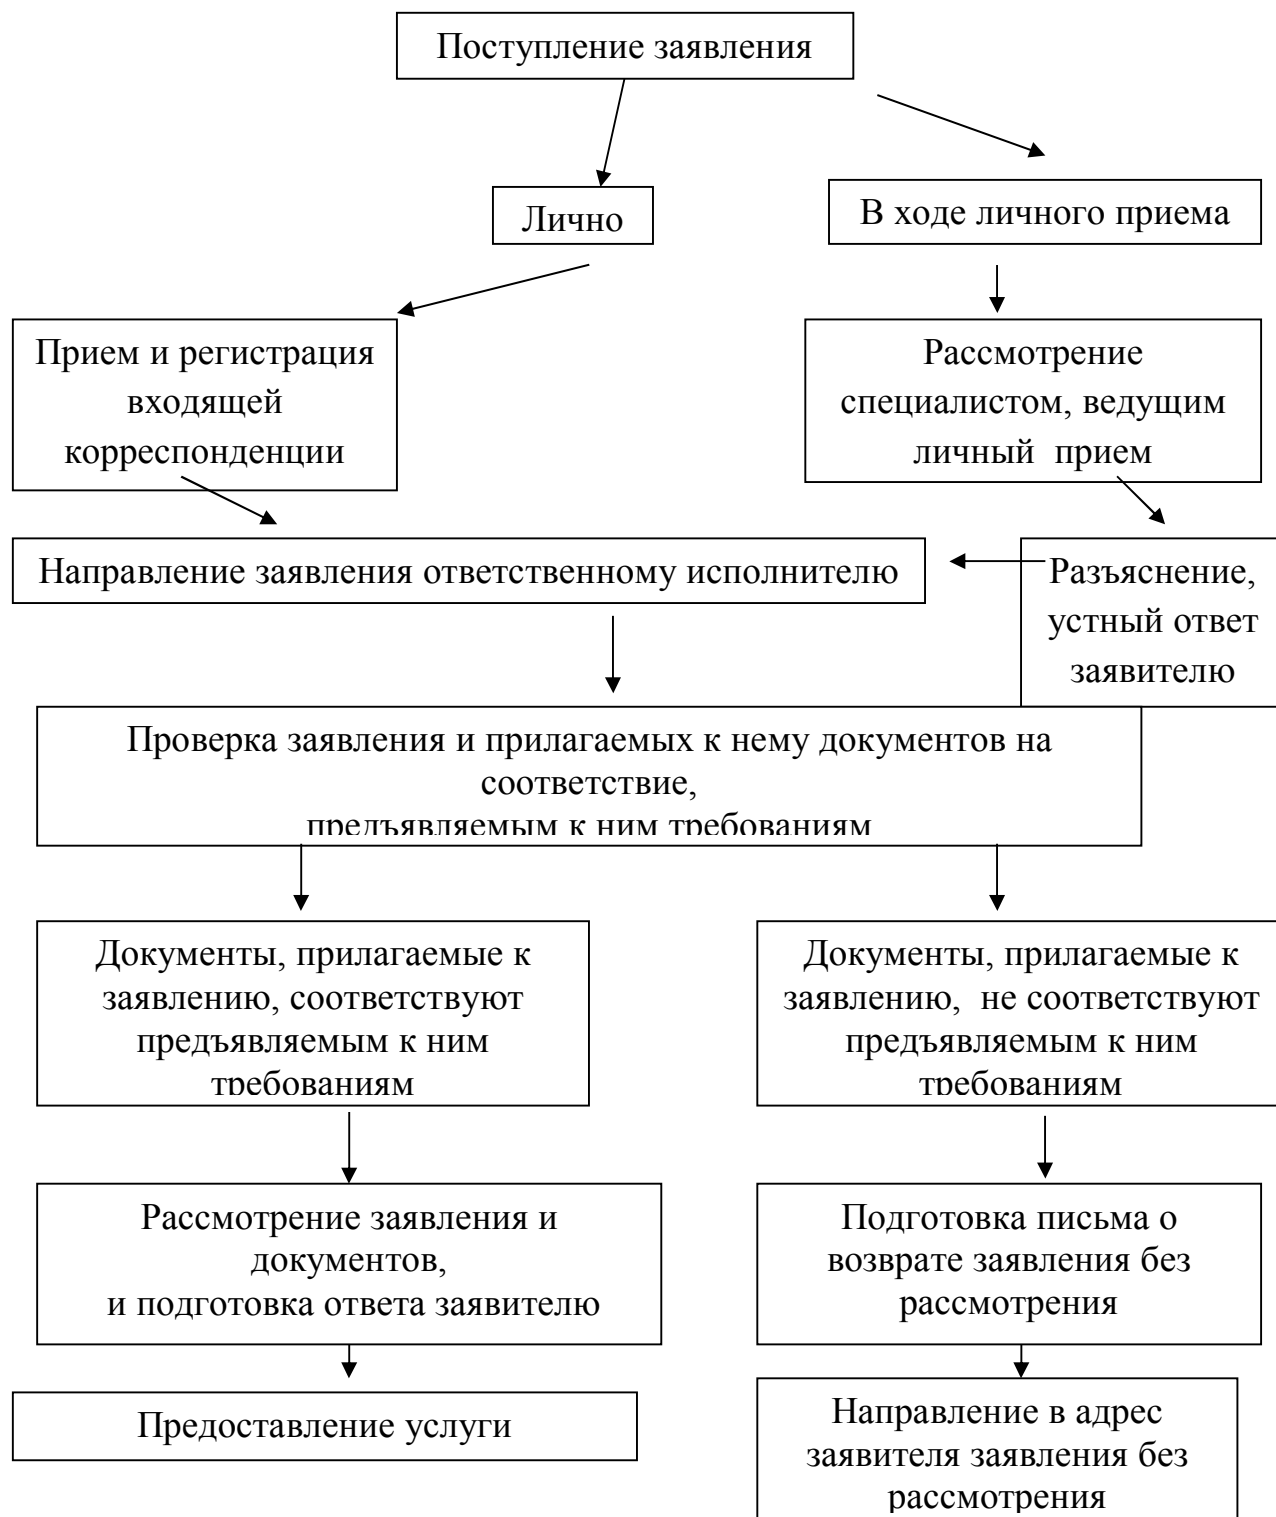 Поступление заявления
Лично
В ходе личного приема
Прием и регистрация
входящей
корреспонденции
Рассмотрение
специалистом, ведущим
личный прием
Направление заявления ответственному исполнителю
Разъяснение,
устный ответ
заявителю
Проверка заявления и прилагаемых к нему документов на
соответствие,
предъявляемым к ним требованиям
Документы, прилагаемые к
заявлению, соответствуют
предъявляемым к ним
требованиям
Документы, прилагаемые к
заявлению, не соответствуют
предъявляемым к ним
требованиям
Рассмотрение заявления и
документов,
и подготовка ответа заявителю
Подготовка письма о
возврате заявления без
рассмотрения
Предоставление услуги
Направление в адрес
заявителя заявления без
рассмотрения